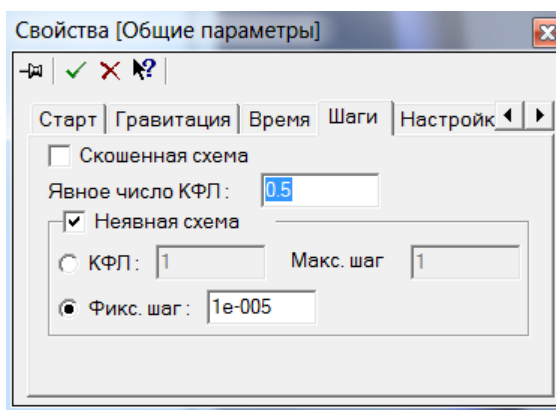 Свойства [Общие параметры]
Старт Гравитация Время Шаги Настройк
Скошенная схема
Явное число КФЛ : 0.5
Неявная схема
КФЛ : 1 Макс. шаг 1
Фикс. шаг : 1e-005